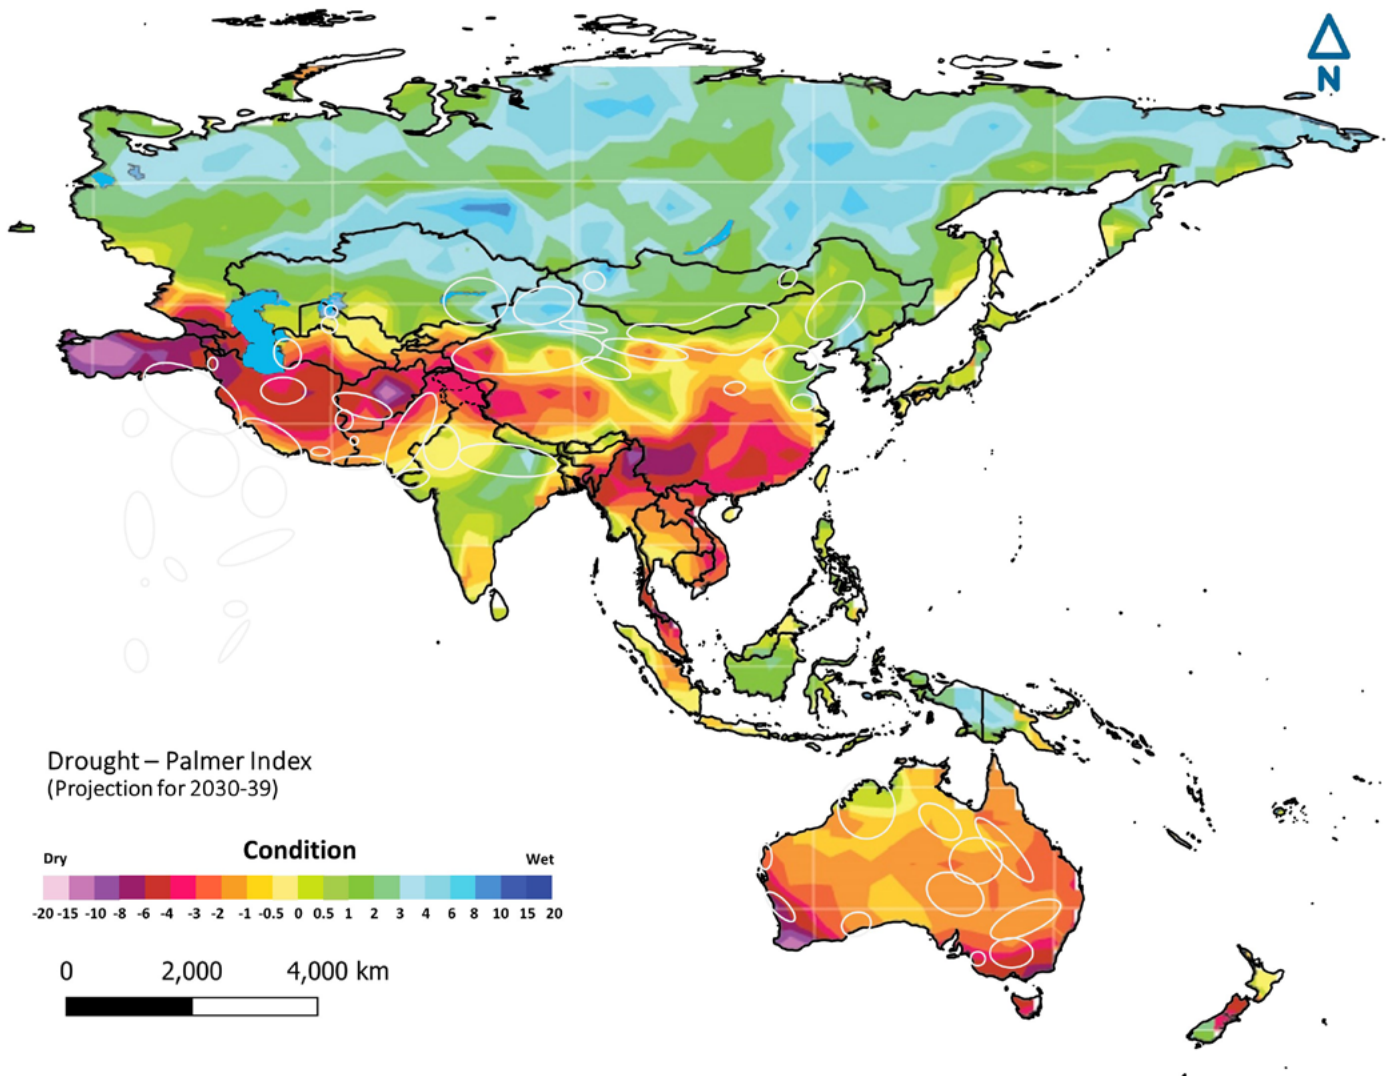 N
Drought – Palmer Index
(Projection for 2030-39)
Condition
Dry Wet
-20 -15 -10 -8 -6 -4 -3 -2 -1 -0.5 0 0.5 1 2 3 4 6 8 10 15 20
0 2,000 4,000 km